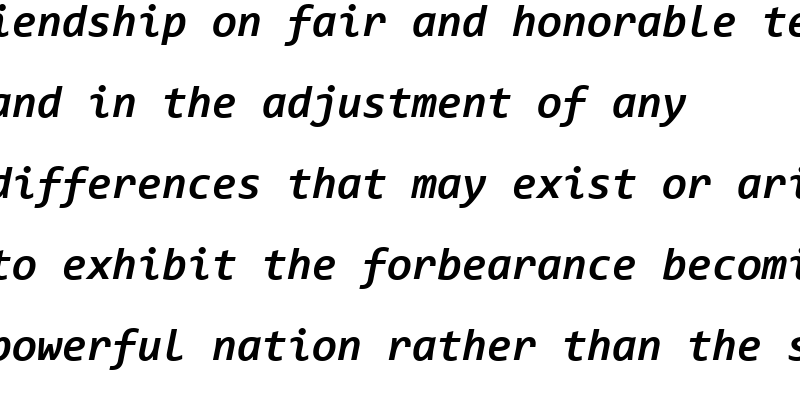 iendship on fair and honorable te
and in the adjustment of any
differences that may exist or ari
to exhibit the forbearance becomi
powerful nation rather than the s